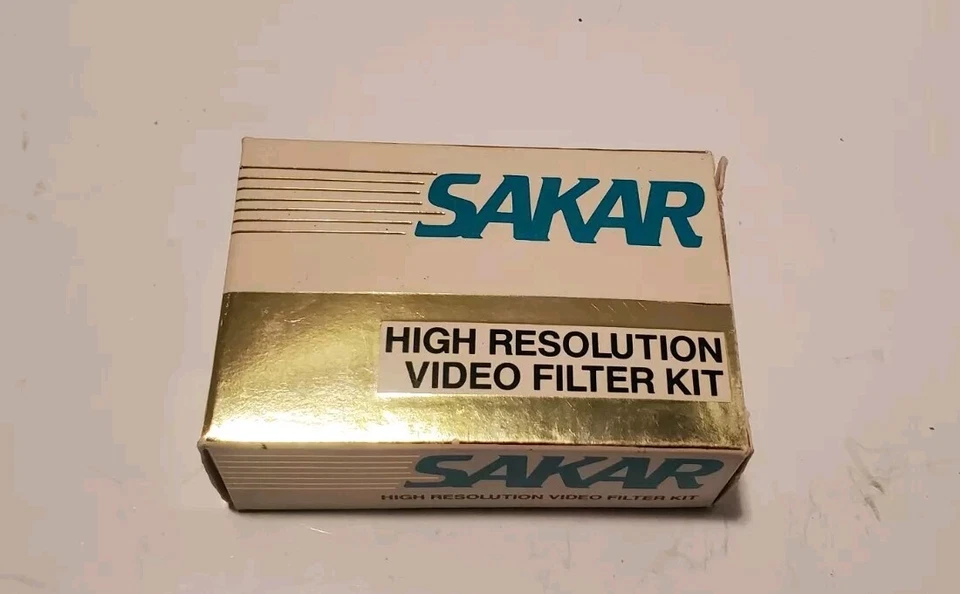 SAKAR
HIGH RESOLUTION
VIDEO FILTER KIT
SAKAR
HIGH RESOLUTION VIDEO FILTER KIT